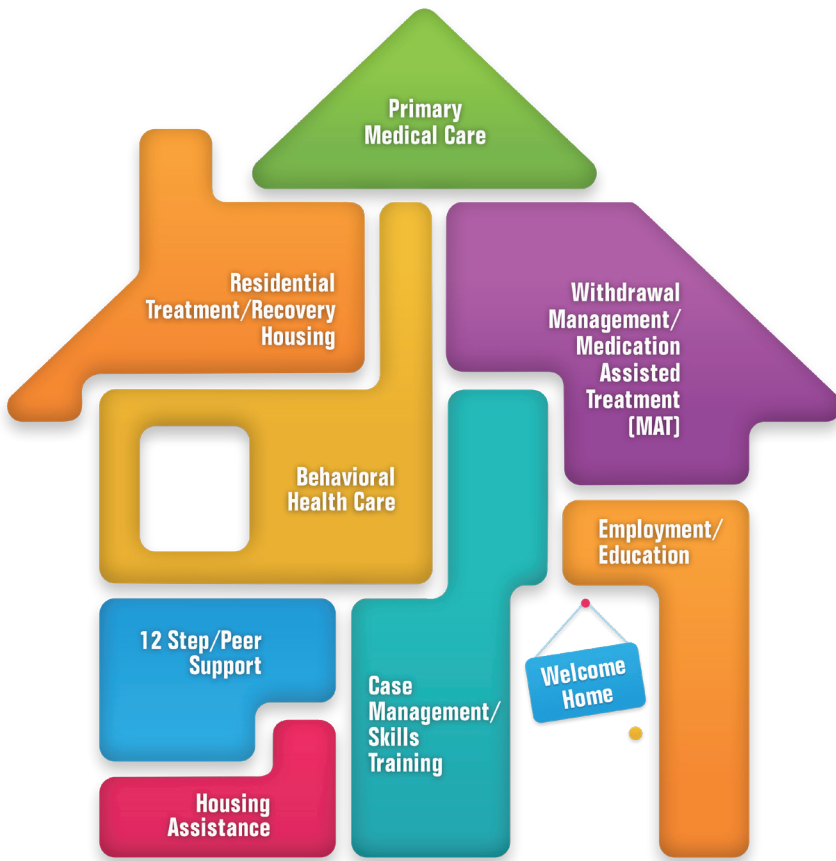 Primary
Medical Care
Residential
Treatment/Recovery
Housing
Withdrawal
Management/
Medication
Assisted
Treatment
(MAT)
Behavioral
Health Care
Employment/
Education
12 Step/Peer
Support
Case
Management/
Skills
Training
Welcome
Home
Housing
Assistance